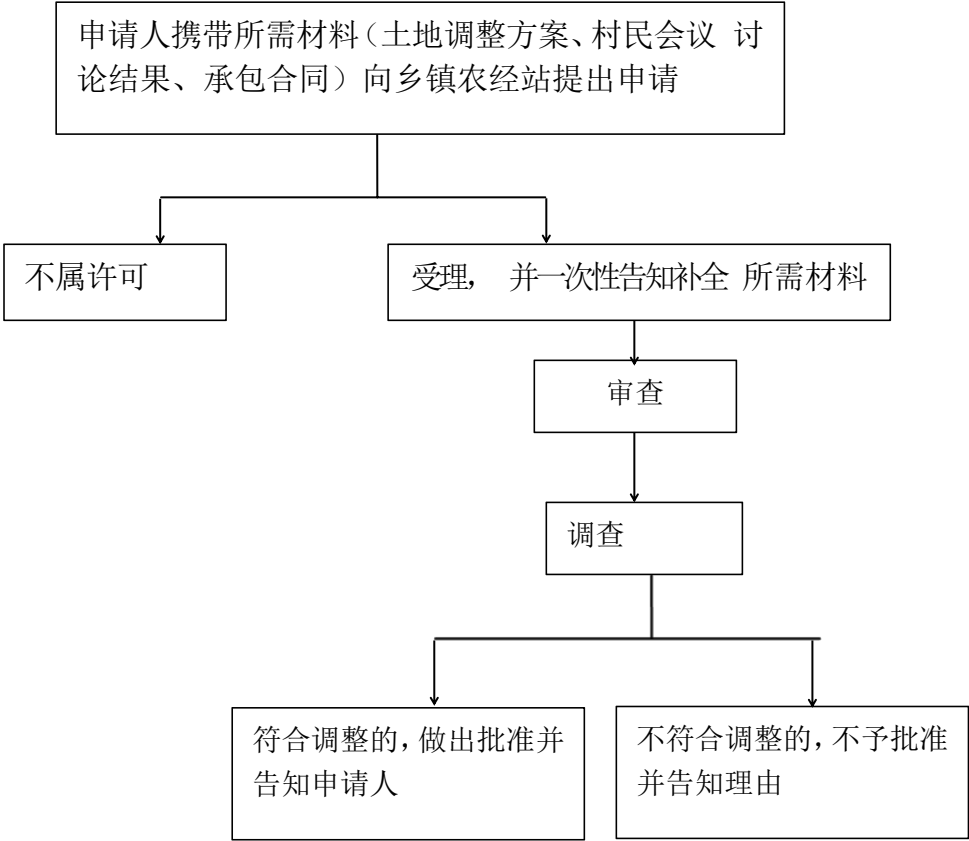 申请人携带所需材料（土地调整方案、村民会议 讨
论结果、承包合同）向乡镇农经站提出申请
不属许可
受理， 并一次性告知补全 所需材料
审查
调查
符合调整的，做出批准并
告知申请人
不符合调整的，不予批准
并告知理由